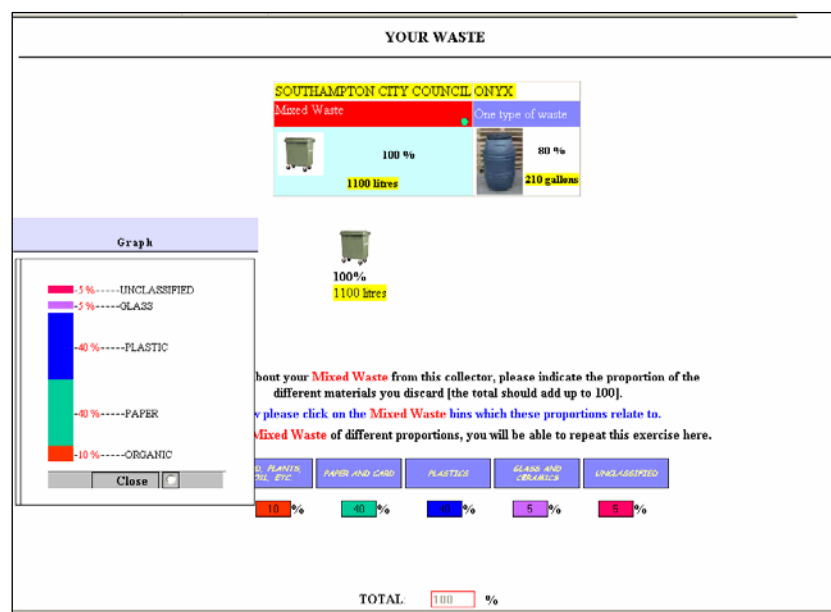 YOUR WASTE
SOUTHAMPTON CITY COUNCIL ONYX
Mixed Waste
One type of waste
100 %
1100 litres
80 %
210 gallons
Graph
100%
1100 litres
-5 %-----UNCLASSIFIED
-5 %-----GLASS
-40 %-----PLASTIC
-40 %-----PAPER
-10 %-----ORGANIC
Close
bout your Mixed Waste from this collector, please indicate the proportion of the
different materials you discard [the total should add up to 100].
please click on the Mixed Waste bins which these proportions relate to.
Mixed Waste of different proportions, you will be able to repeat this exercise here.
D, PLANTS,
OIL, ETC
PAPER AND CARD
PLASTICS
GLASS AND
CERAMICS
UNCLASSIFIED
10 %
40 %
40 %
5 %
5 %
TOTAL 100 %